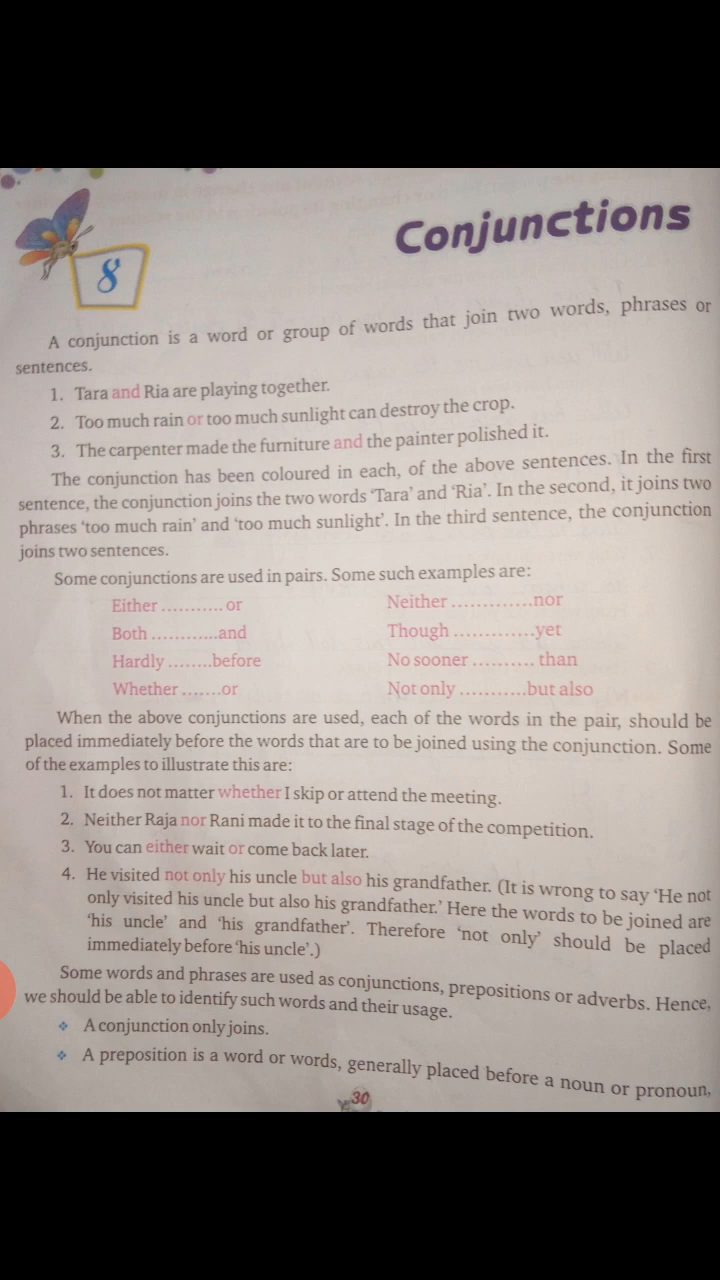 Conjunctions
8
A conjunction is a word or group of words that join two words, phrases or
sentences.
1. Tara and Ria are playing together.
2. Too much rain or too much sunlight can destroy the crop.
3. The carpenter made the furniture and the painter polished it.
The conjunction has been coloured in each, of the above sentences. In the first
sentence, the conjunction joins the two words 'Tara' and 'Ria'. In the second, it joins two
phrases 'too much rain' and 'too much sunlight'. In the third sentence, the conjunction
joins two sentences.
Some conjunctions are used in pairs. Some such examples are:
Either ........... or Neither .............nor
Both ............and Though .............yet
Hardly ........before No sooner .......... than
Whether .......or Not only ...........but also
When the above conjunctions are used, each of the words in the pair, should be
placed immediately before the words that are to be joined using the conjunction. Some
of the examples to illustrate this are:
1. It does not matter whether I skip or attend the meeting.
2. Neither Raja nor Rani made it to the final stage of the competition.
3. You can either wait or come back later.
4. He visited not only his uncle but also his grandfather. (It is wrong to say 'He not
only visited his uncle but also his grandfather.' Here the words to be joined are
'his uncle' and 'his grandfather'. Therefore 'not only' should be placed
immediately before 'his uncle'.)
Some words and phrases are used as conjunctions, prepositions or adverbs. Hence,
we should be able to identify such words and their usage.
❖ A conjunction only joins.
❖ A preposition is a word or words, generally placed before a noun or pronoun,
30